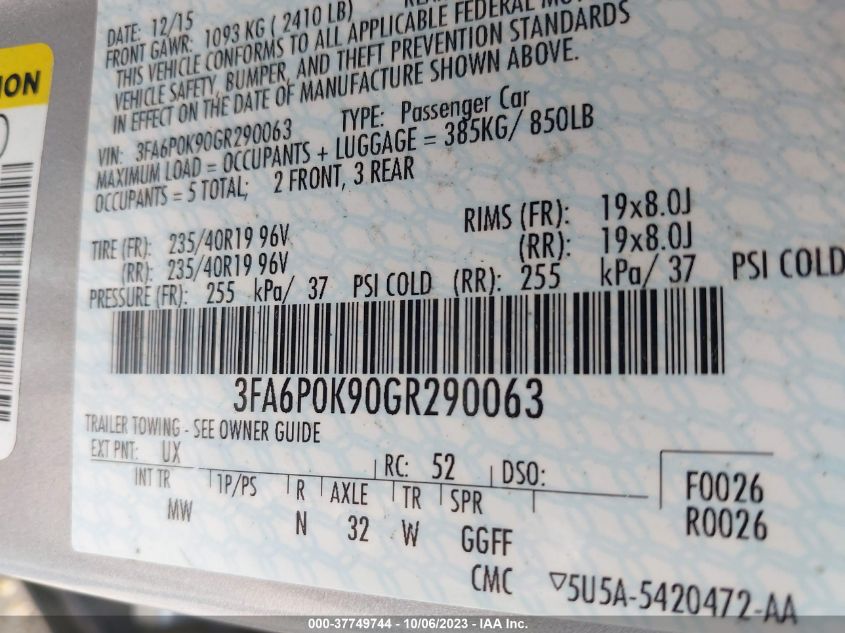 DATE: 12/15
FRONT GAWR: 1093 KG ( 2410 LB)
THIS VEHICLE CONFORMS TO ALL APPLICABLE FEDERAL
VEHICLE SAFETY, BUMPER, AND THEFT PREVENTION STANDARDS
IN EFFECT ON THE DATE OF MANUFACTURE SHOWN ABOVE.
VIN: 3FA6P0K90GR290063 TYPE: Passenger Car
MAXIMUM LOAD = OCCUPANTS + LUGGAGE = 385KG/ 850LB
OCCUPANTS = 5 TOTAL; 2 FRONT, 3 REAR
TIRE (FR): 235/40R19 96V RIMS (FR): 19x8.0J
(RR): 235/40R19 96V (RR): 19x8.0J
PRESSURE (FR): 255 kPa/ 37 PSI COLD (RR): 255 kPa/ 37 PSI COLD
3FA6P0K90GR290063
TRAILER TOWING - SEE OWNER GUIDE
EXT PNT: UX RC: 52 DSO:
INT TR 1P/PS R AXLE TR SPR F0026
MW N 32 W GGFF R0026
CMC ▽5U5A-5420472-AA
000-37749744 - 10/06/2023 - IAA Inc.